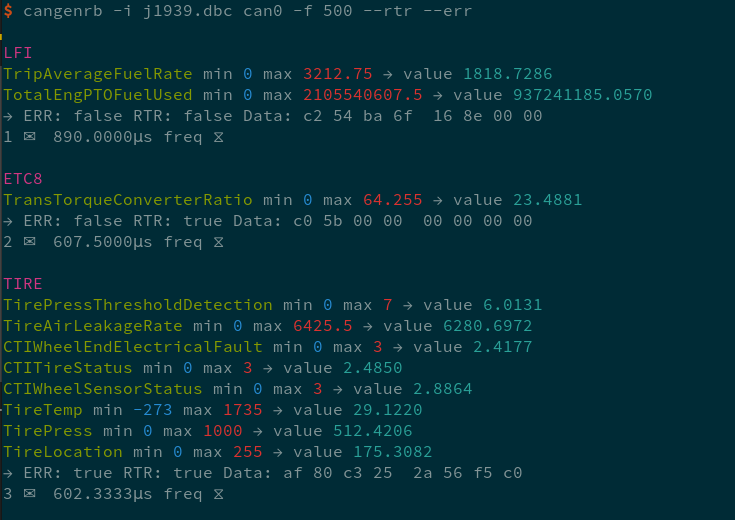 $ cangenrb -i j1939.dbc can0 -f 500 --rtr --err
LFI
TripAverageFuelRate min 0 max 3212.75 → value 1818.7286
TotalEngPTOFuelUsed min 0 max 2105540607.5 → value 937241185.0570
→ ERR: false RTR: false Data: c2 54 ba 6f  16 8e 00 00
1 ✉  890.0000µs freq ⧖
ETC8
TransTorqueConverterRatio min 0 max 64.255 → value 23.4881
→ ERR: false RTR: true Data: c0 5b 00 00  00 00 00 00
2 ✉  607.5000µs freq ⧖
TIRE
TirePressThresholdDetection min 0 max 7 → value 6.0131
TireAirLeakageRate min 0 max 6425.5 → value 6280.6972
CTIWheelEndElectricalFault min 0 max 3 → value 2.4177
CTITireStatus min 0 max 3 → value 2.4850
CTIWheelSensorStatus min 0 max 3 → value 2.8864
TireTemp min -273 max 1735 → value 29.1220
TirePress min 0 max 1000 → value 512.4206
TireLocation min 0 max 255 → value 175.3082
→ ERR: true RTR: true Data: af 80 c3 25  2a 56 f5 c0
3 ✉  602.3333µs freq ⧖